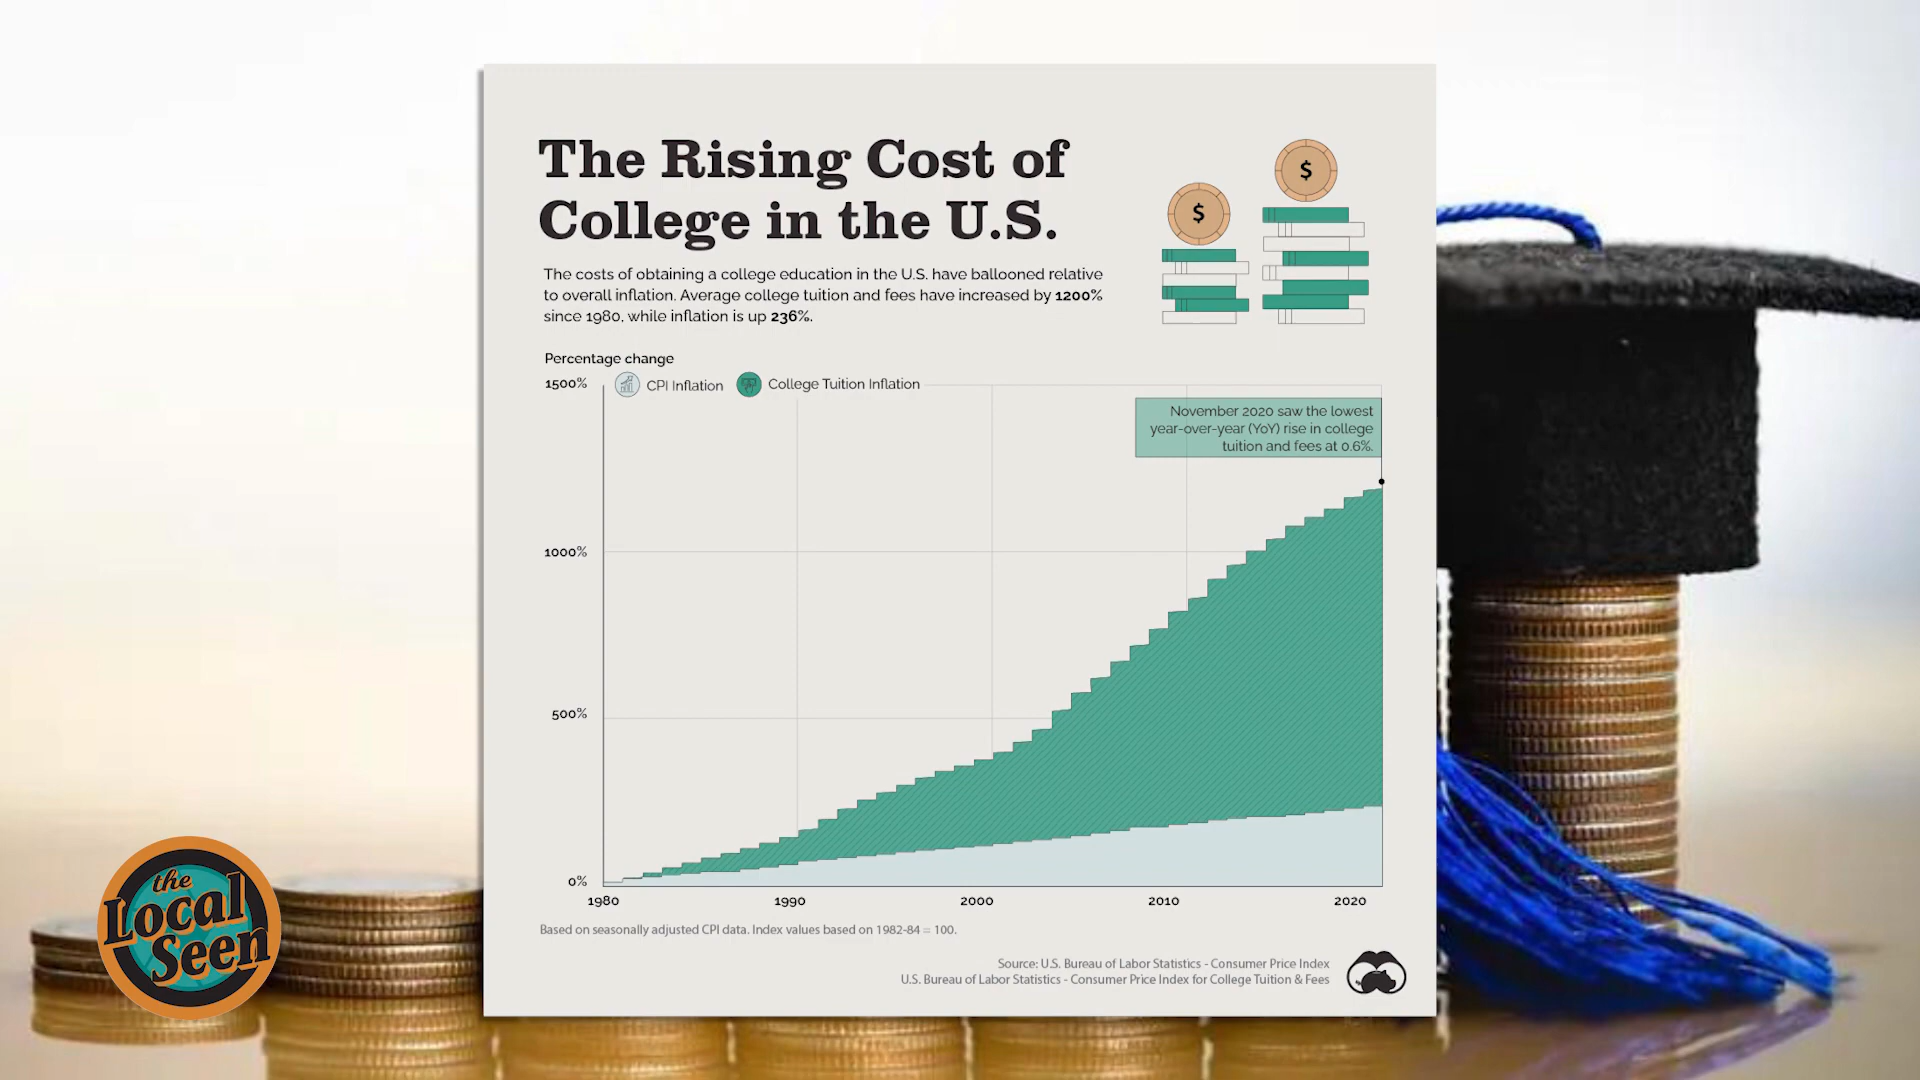 The Rising Cost of
College in the U.S.
$
$
The costs of obtaining a college education in the U.S. have ballooned relative
to overall inflation. Average college tuition and fees have increased by 1200%
since 1980, while inflation is up 236%.
Percentage change
1500%
CPI Inflation
College Tuition Inflation
November 2020 saw the lowest
year-over-year (YoY) rise in college
tuition and fees at 0.6%.
1000%
500%
0%
1980
1990
2000
2010
2020
Based on seasonally adjusted CPI data. Index values based on 1982-84 = 100.
Source: U.S. Bureau of Labor Statistics - Consumer Price Index
U.S. Bureau of Labor Statistics - Consumer Price Index for College Tuition & Fees
the
Local
Seen